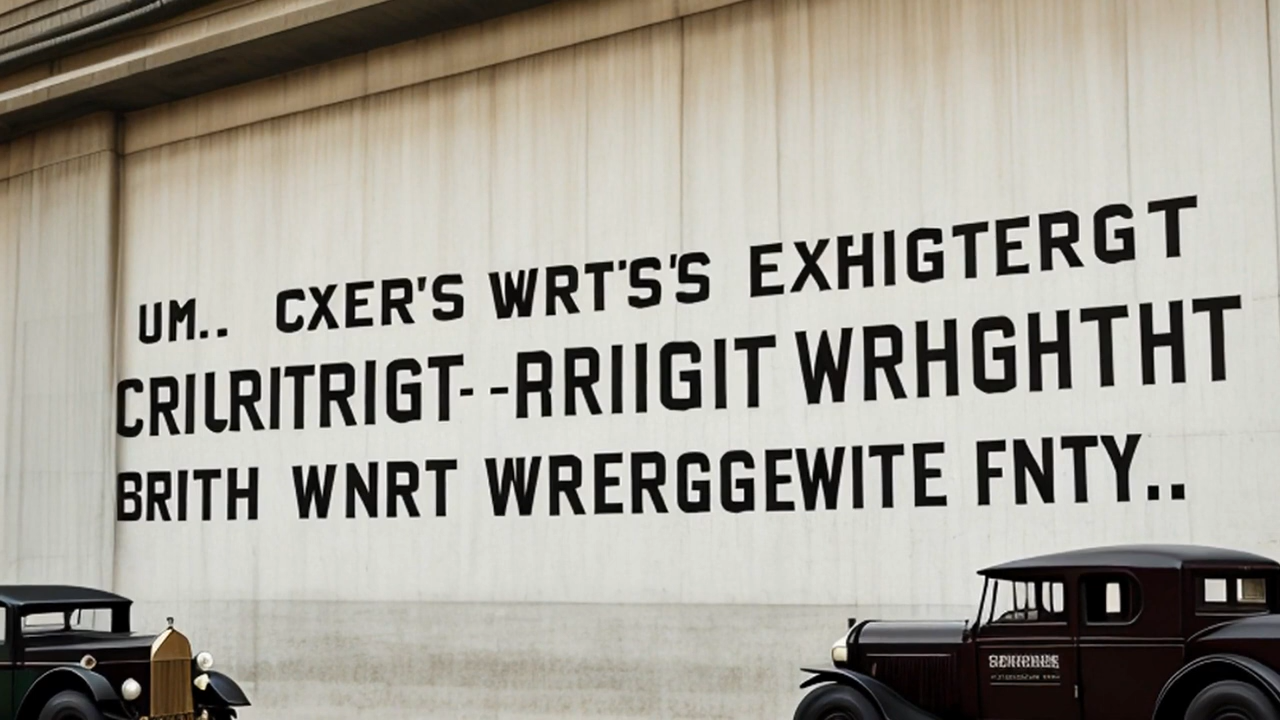 UM.. CXER'S WRT'S'S EXHIGTERGT
CRILRITRIGT--RRIIGIT WRHGHTHT
BRITH WNRT WRERGGEWITE FNTY..